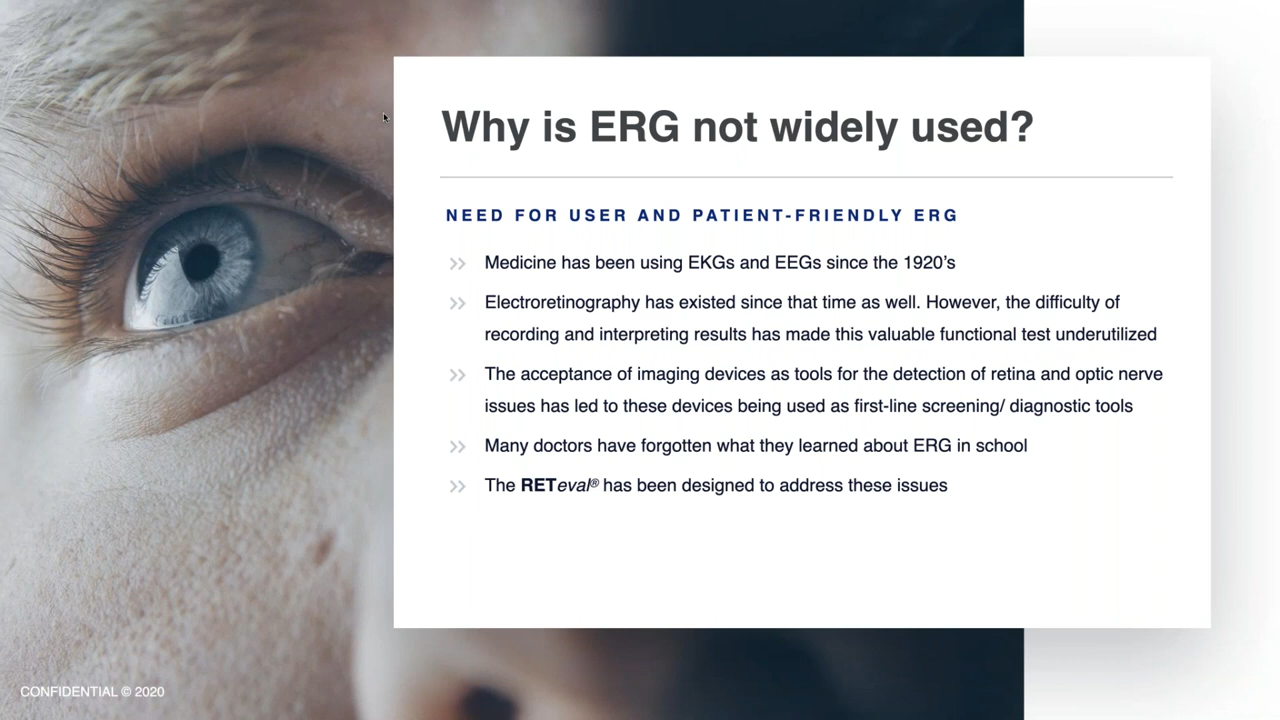 Why is ERG not widely used?
NEED FOR USER AND PATIENT-FRIENDLY ERG
Medicine has been using EKGs and EEGs since the 1920’s
Electroretinography has existed since that time as well. However, the difficulty of
recording and interpreting results has made this valuable functional test underutilized
The acceptance of imaging devices as tools for the detection of retina and optic nerve
issues has led to these devices being used as first-line screening/ diagnostic tools
Many doctors have forgotten what they learned about ERG in school
The RETeval® has been designed to address these issues
CONFIDENTIAL © 2020